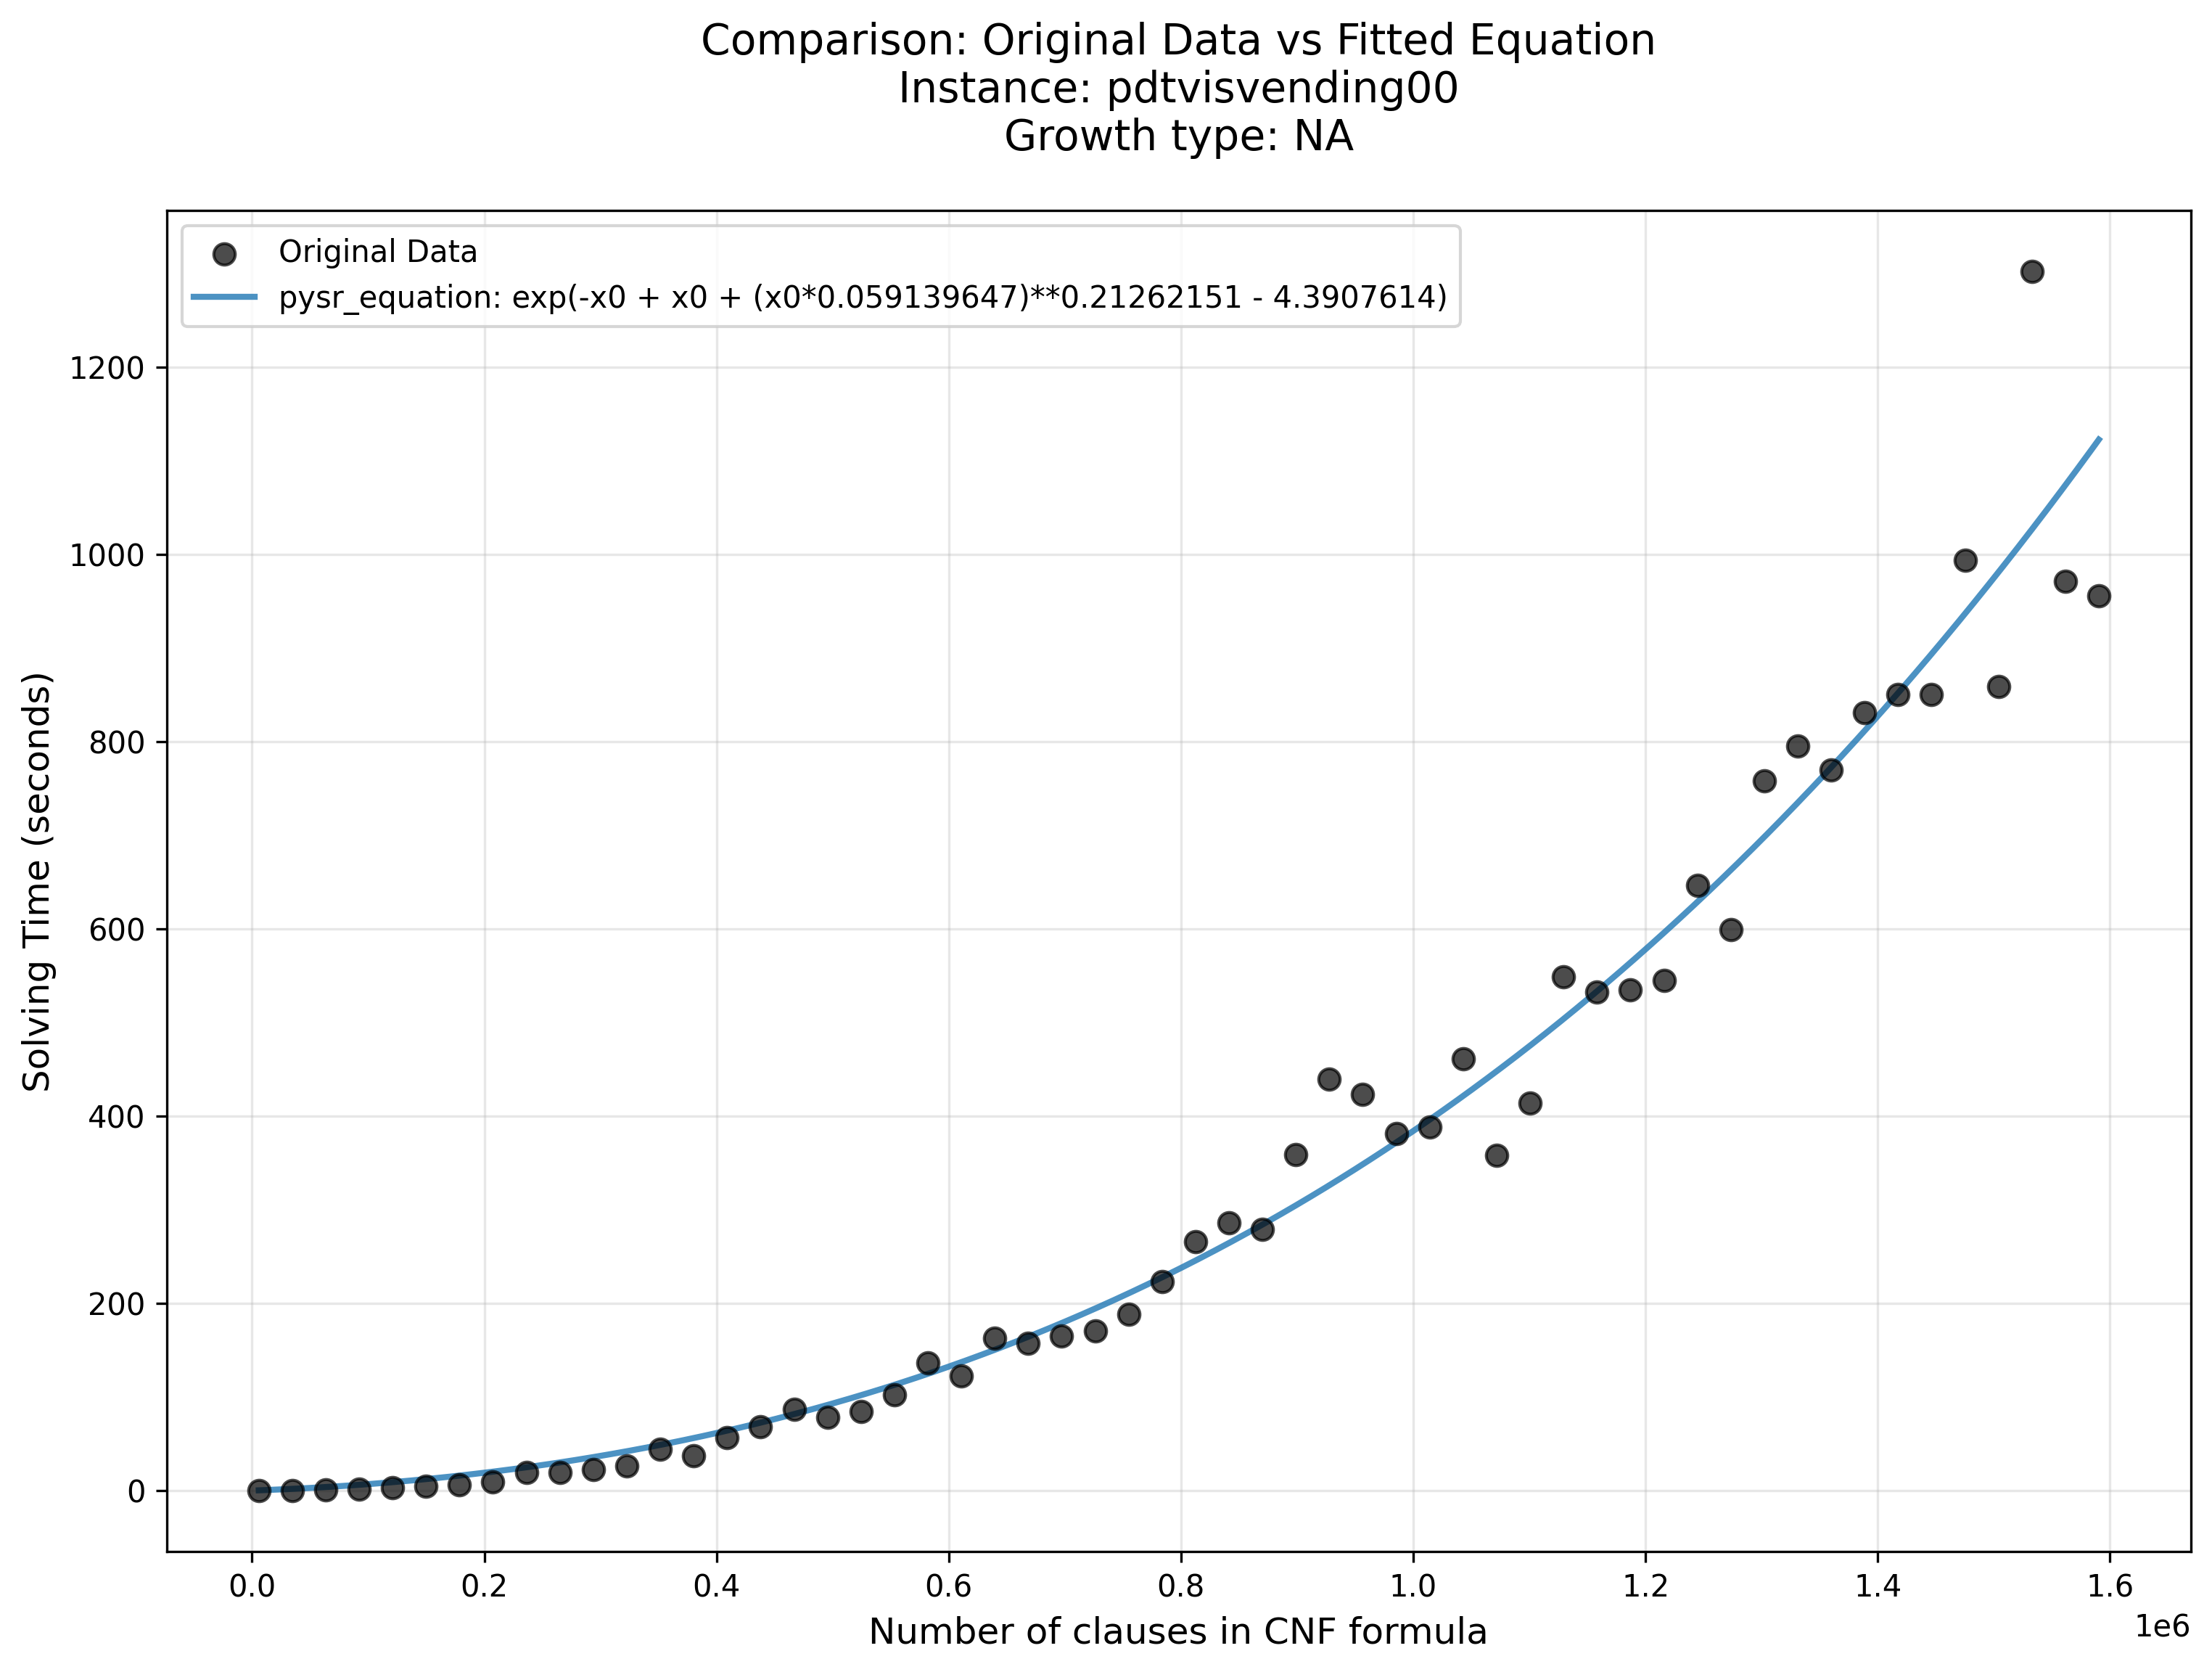 Comparison: Original Data vs Fitted Equation
Instance: pdtvisvending00
Growth type: NA
Original Data
pysr_equation: exp(-x0 + x0 + (x0*0.059139647)**0.21262151 - 4.3907614)
Solving Time (seconds)
1200
1000
800
600
400
200
0
0.0 0.2 0.4 0.6 0.8 1.0 1.2 1.4 1.6
1e6
Number of clauses in CNF formula